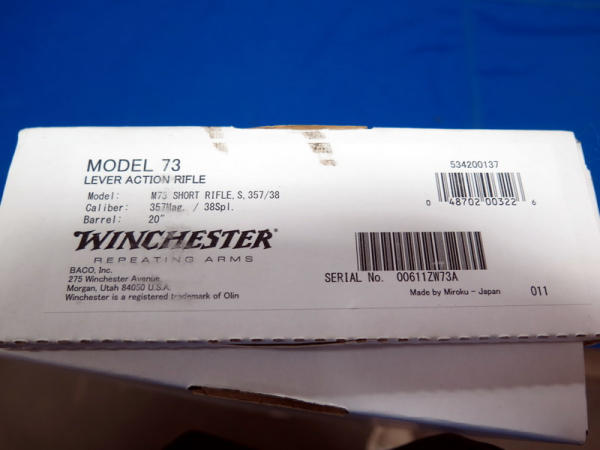 MODEL 73
LEVER ACTION RIFLE
Model: M73 SHORT RIFLE, S, 357/38
Caliber: 357Mag. / 38Spl.
Barrel: 20"
WINCHESTER®
REPEATING ARMS
BACO, Inc.
275 Winchester Avenue
Morgan, Utah 84050 U.S.A.
Winchester is a registered trademark of Olin
534200137
0 48702 00322 6
SERIAL No. 00611ZW73A
Made by Miroku - Japan 011